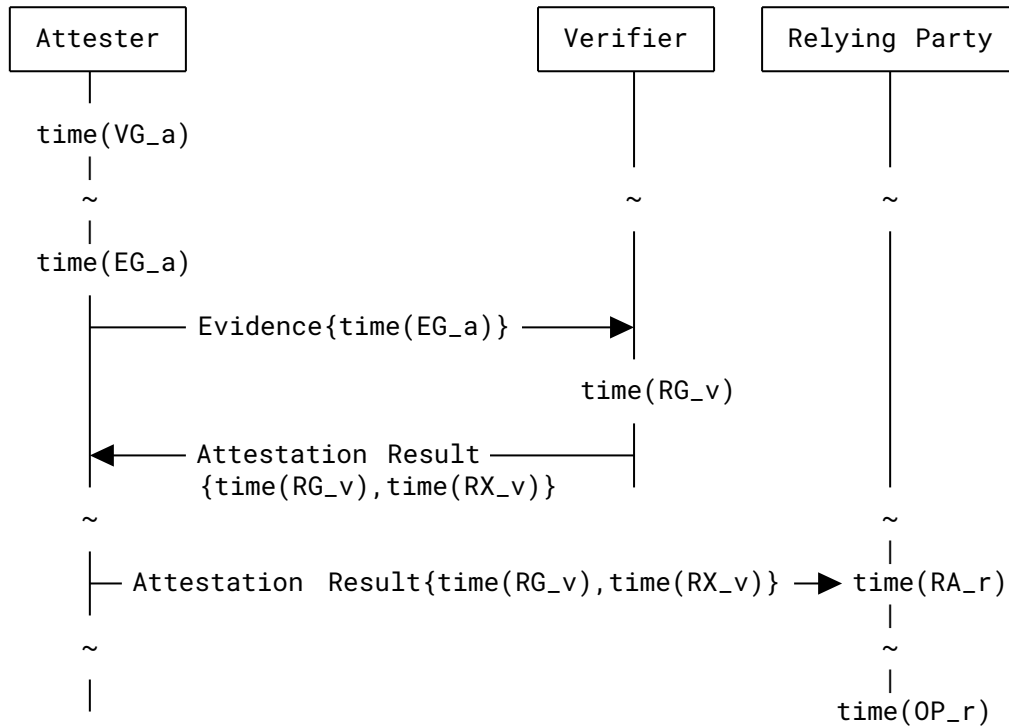 Attester Verifier Relying Party
time(VG_a)
~ ~ ~
time(EG_a)
Evidence{time(EG_a)}
time(RG_v)
Attestation Result
{time(RG_v),time(RX_v)}
~ ~
Attestation Result{time(RG_v),time(RX_v)} time(RA_r)
~ ~
time(OP_r)